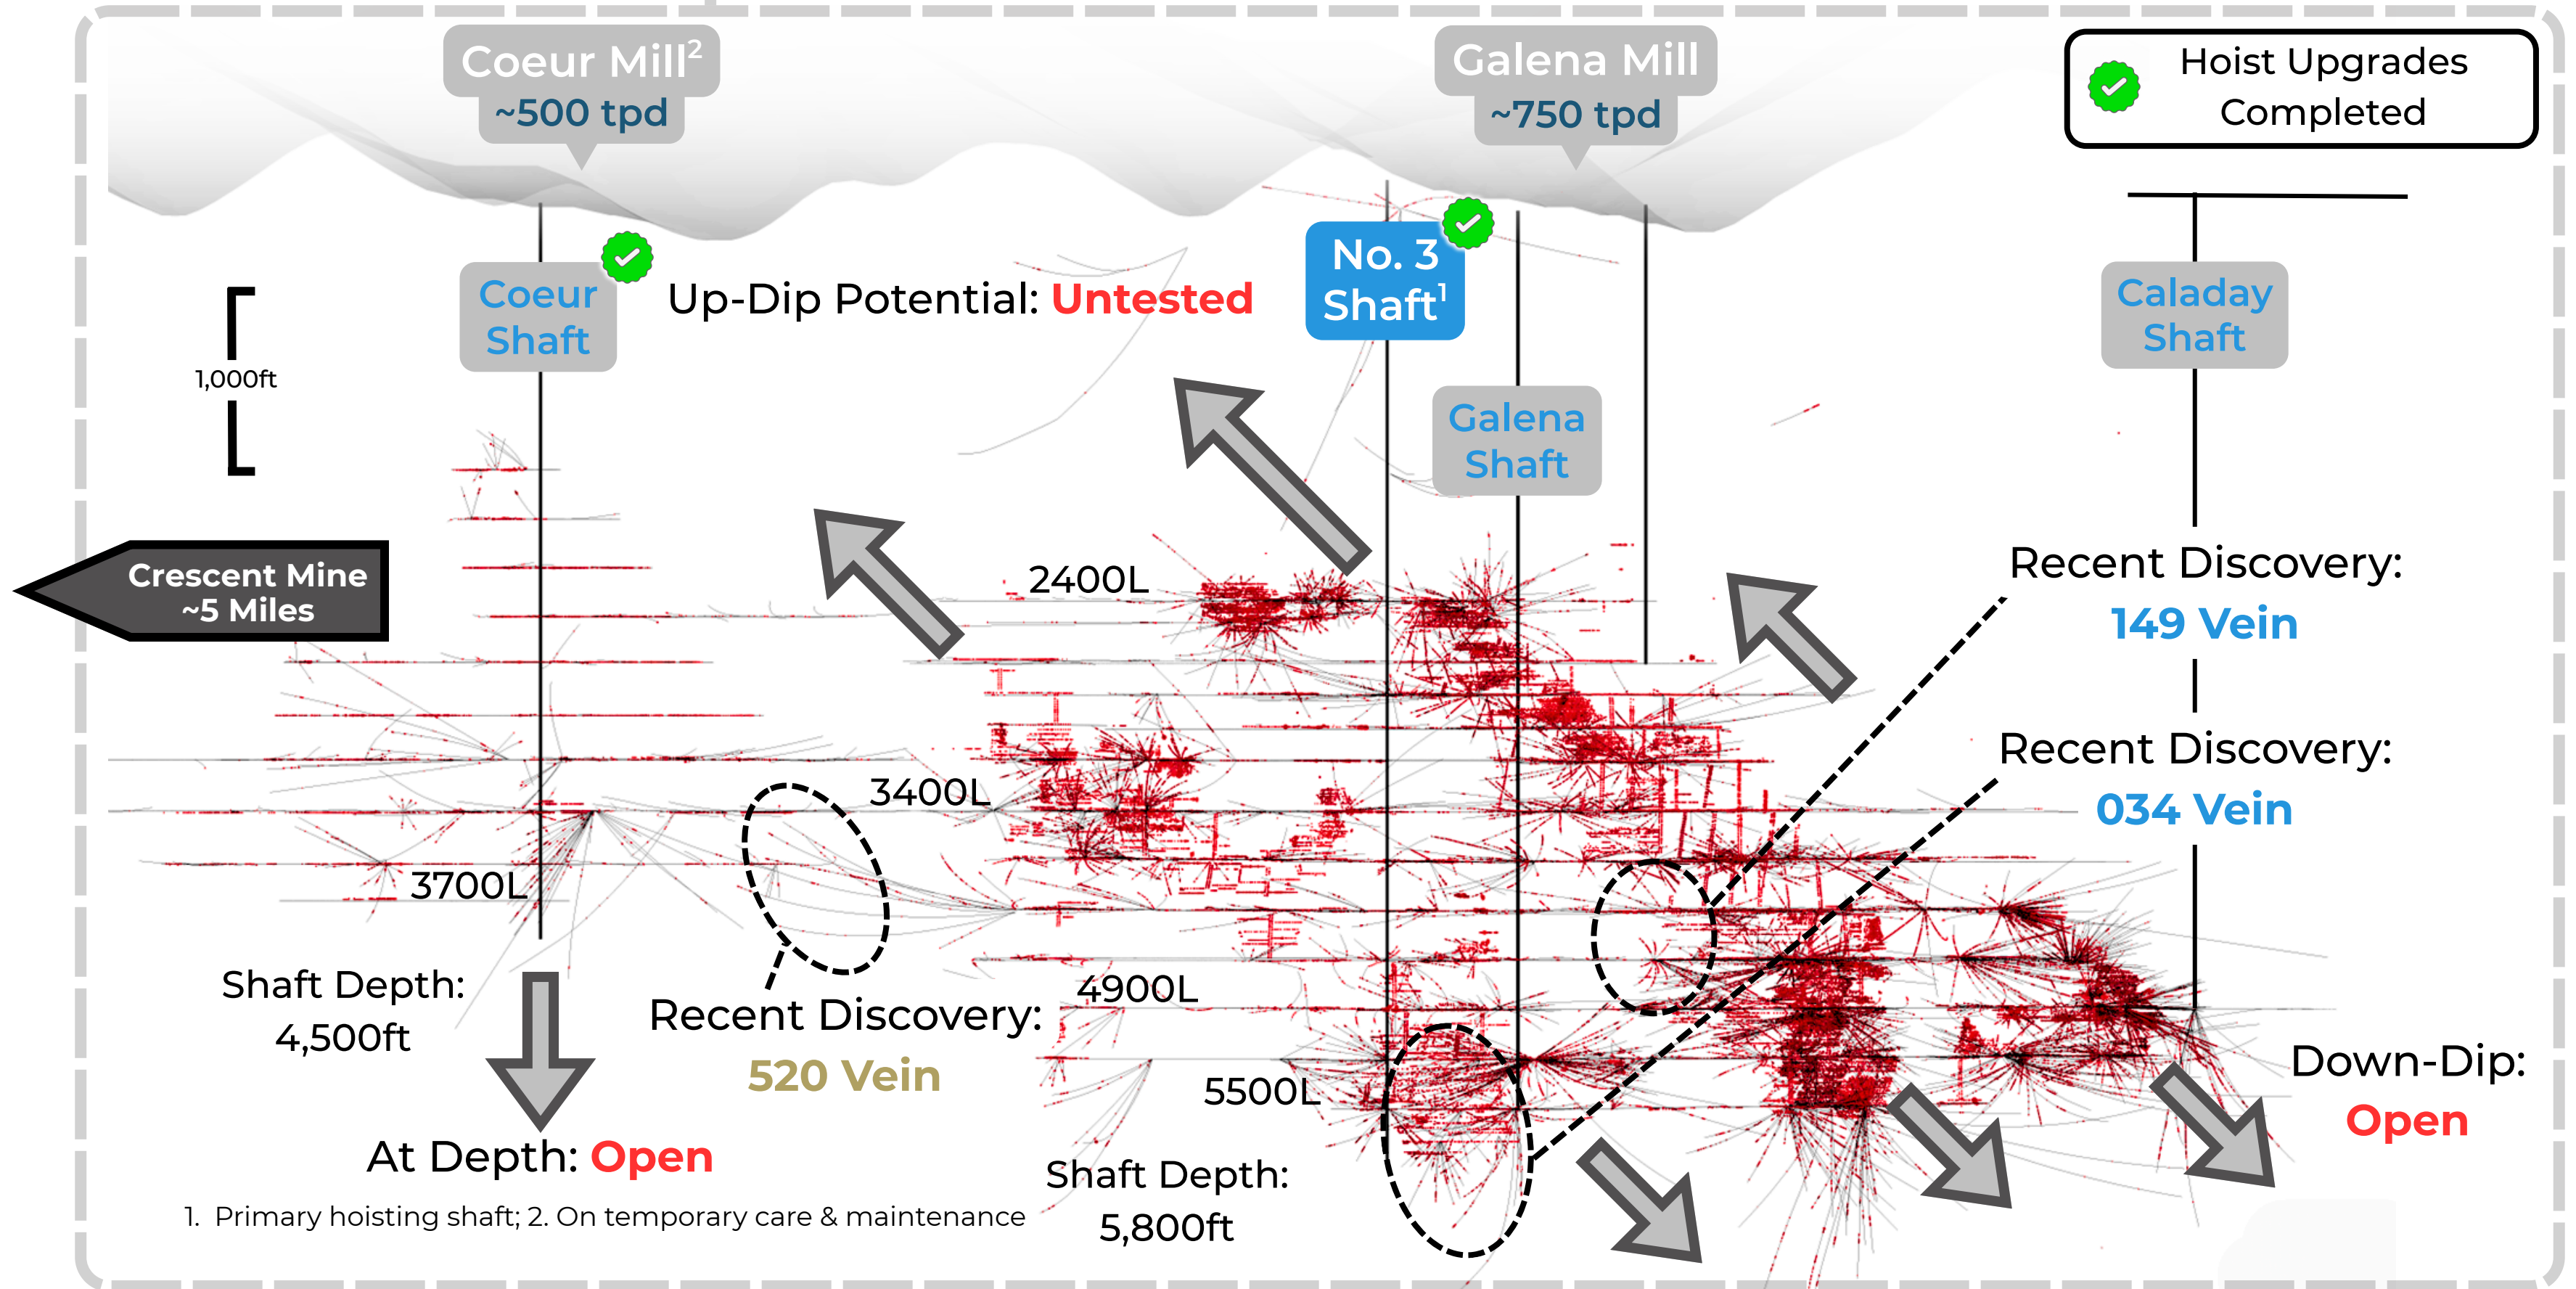 Coeur Mill²
~500 tpd
Galena Mill
~750 tpd
Hoist Upgrades
Completed
Coeur
Shaft
Up-Dip Potential: Untested
No. 3
Shaft¹
Caladay
Shaft
1,000ft
Galena
Shaft
Crescent Mine
~5 Miles
2400L
Recent Discovery:
149 Vein
Recent Discovery:
034 Vein
3400L
3700L
Shaft Depth:
4,500ft
4900L
Recent Discovery:
520 Vein
5500L
Down-Dip:
Open
At Depth: Open
Shaft Depth:
5,800ft
1. Primary hoisting shaft; 2. On temporary care & maintenance